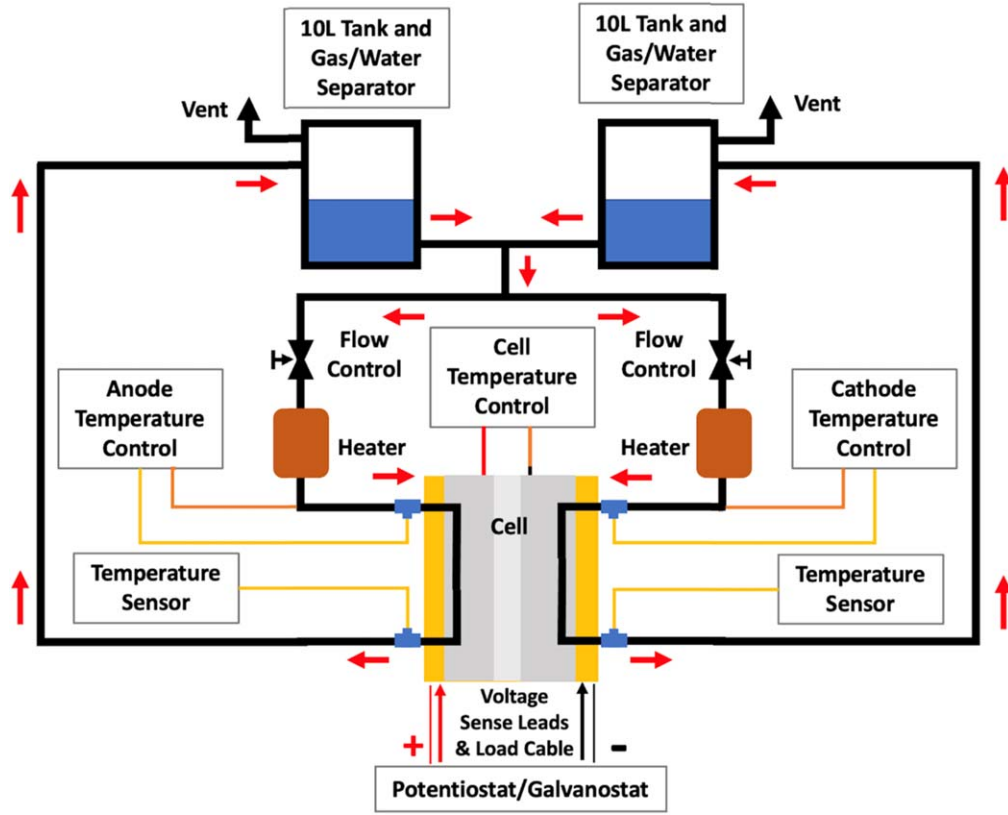 10L Tank and
Gas/Water
Separator
10L Tank and
Gas/Water
Separator
Vent
Vent
Flow
Control
Flow
Control
Cell
Temperature
Control
Anode
Temperature
Control
Cathode
Temperature
Control
Heater
Heater
Cell
Temperature
Sensor
Temperature
Sensor
Voltage
Sense Leads
& Load Cable
+
-
Potentiostat/Galvanostat